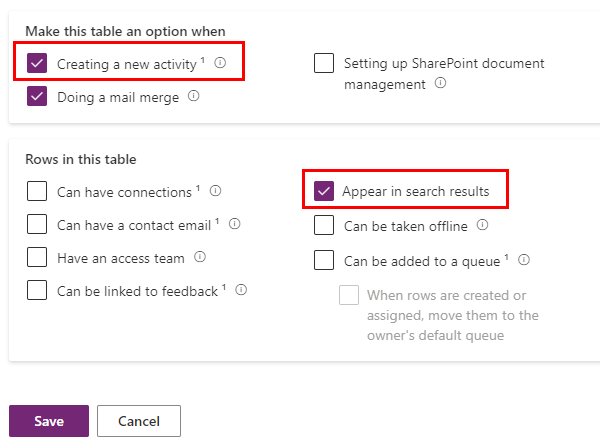 Make this table an option when
Creating a new activity 1
Doing a mail merge
Setting up SharePoint document
management
Rows in this table
Can have connections 1
Can have a contact email 1
Have an access team
Can be linked to feedback 1
Appear in search results
Can be taken offline
Can be added to a queue 1
When rows are created or
assigned, move them to the
owner's default queue
Save
Cancel